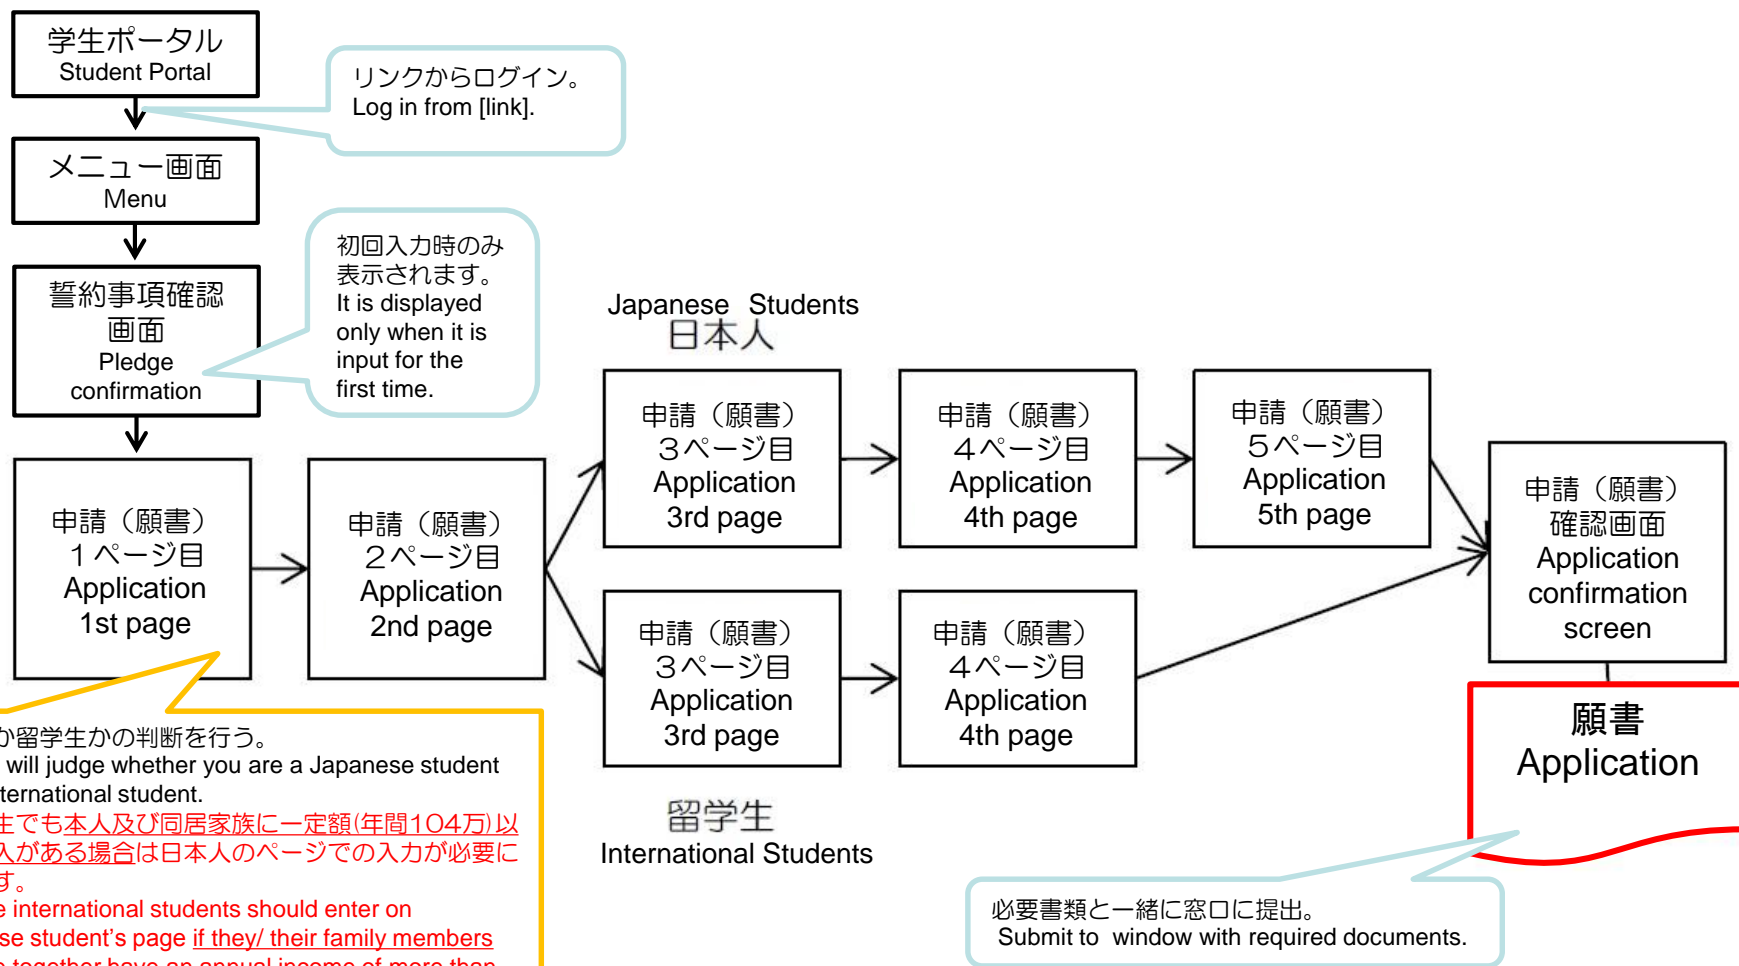 学生ポータル
Student Portal
リンクからログイン。
Log in from [link].
メニュー画面
Menu
誓約事項確認
画面
Pledge
confirmation
初回入力時のみ
表示されます。
It is displayed
only when it is
input for the
first time.
Japanese Students
日本人
申請（願書）
１ページ目
Application
1st page
申請（願書）
２ページ目
Application
2nd page
申請（願書）
３ページ目
Application
3rd page
申請（願書）
４ページ目
Application
4th page
申請（願書）
５ページ目
Application
5th page
申請（願書）
３ページ目
Application
3rd page
申請（願書）
４ページ目
Application
4th page
留学生
International Students
申請（願書）
確認画面
Application
confirmation
screen
願書
Application
か留学生かの判断を行う。
will judge whether you are a Japanese student
ternational student.
生でも本人及び同居家族に一定額(年間104万)以
入がある場合は日本人のページでの入力が必要に
す。
e international students should enter on
se student's page if they/ their family members
together have an annual income of more than
必要書類と一緒に窓口に提出。
Submit to window with required documents.